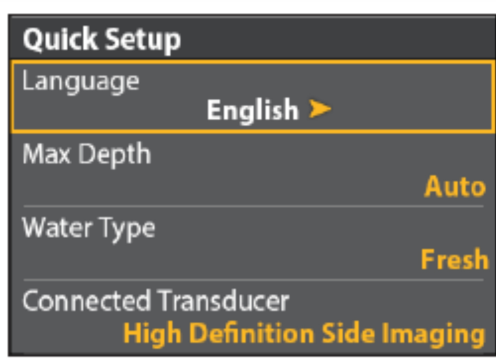 Quick Setup
Language
English
Max Depth
Auto
Water Type
Fresh
Connected Transducer
High Definition Side Imaging